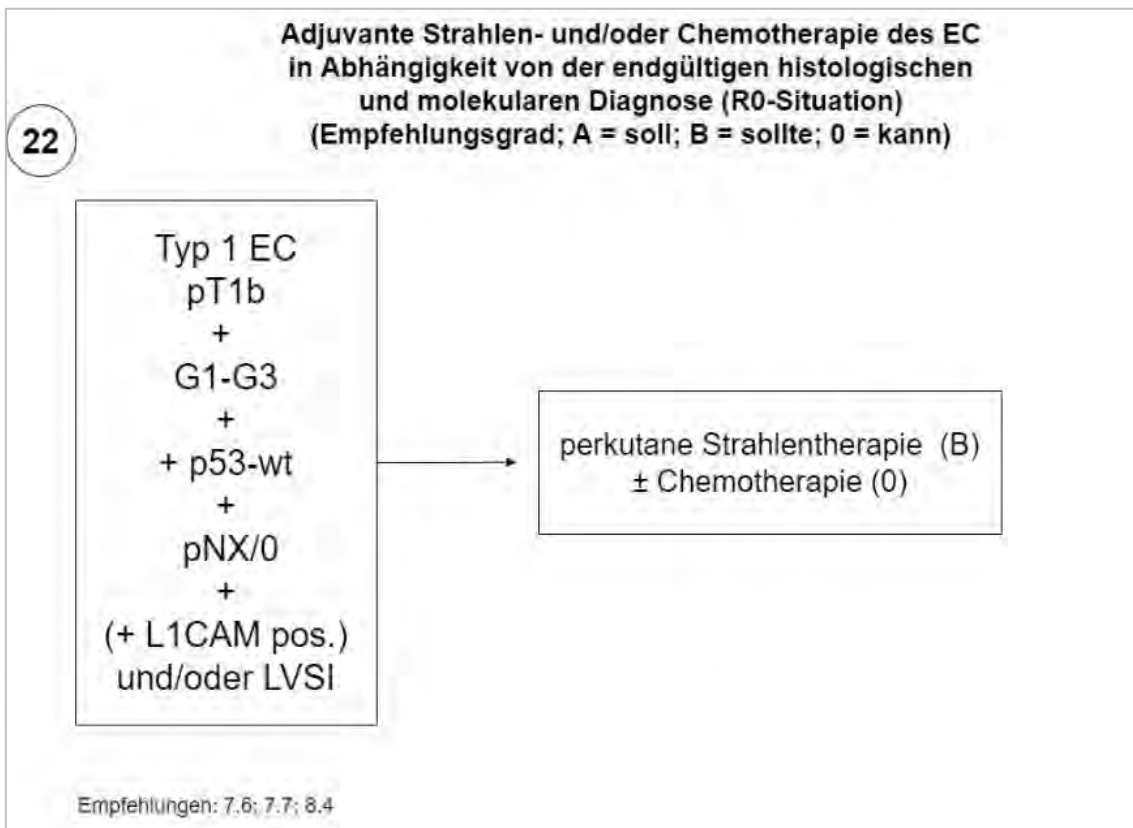 Adjuvante Strahlen- und/oder Chemotherapie des EC
in Abhängigkeit von der endgültigen histologischen
und molekularen Diagnose (R0-Situation)
(Empfehlungsgrad; A = soll; B = sollte; 0 = kann)
22
Typ 1 EC
pT1b
+
G1-G3
+
+ p53-wt
+
pNX/0
+
(+ L1CAM pos.)
und/oder LVSI
perkutane Strahlentherapie (B)
± Chemotherapie (0)
Empfehlungen: 7.6; 7.7; 8.4